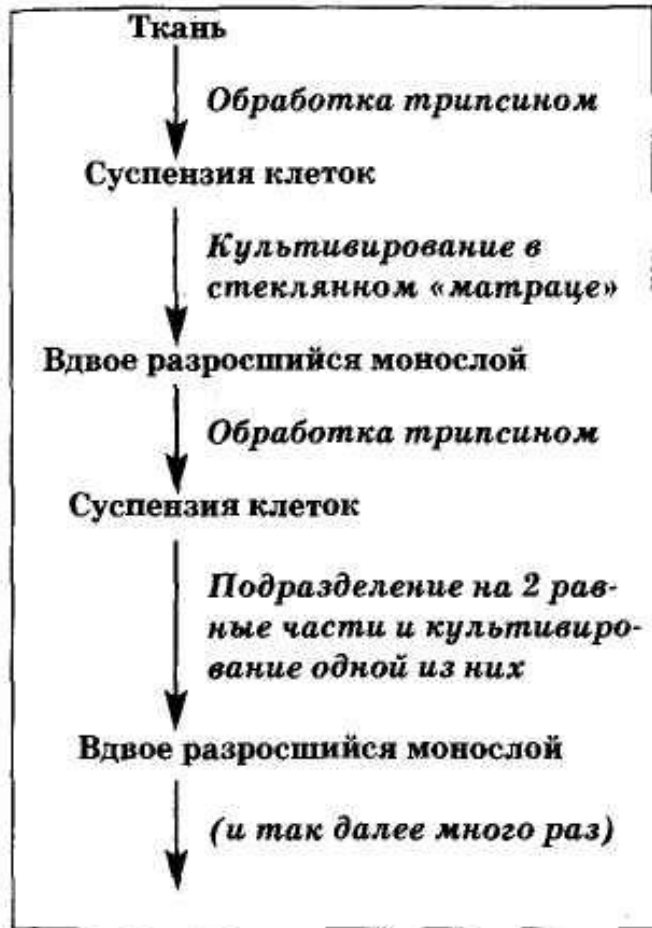 Ткань
Обработка трипсином
Суспензия клеток
Культивирование в
стеклянном «матраце»
Вдвое разросшийся монослой
Обработка трипсином
Суспензия клеток
Подразделение на 2 рав-
ные части и культивиро-
вание одной из них
Вдвое разросшийся монослой
(и так далее много раз)